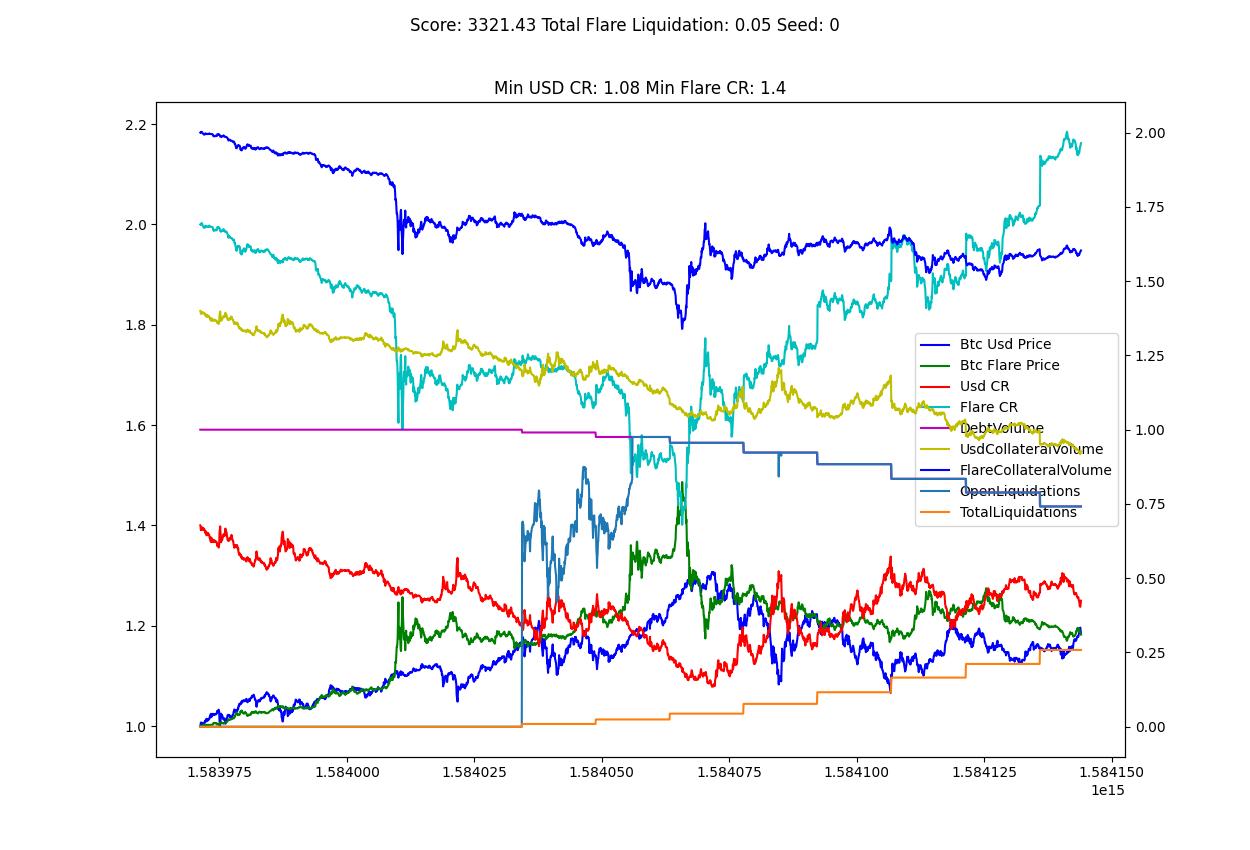 Score: 3321.43 Total Flare Liquidation: 0.05 Seed: 0
Min USD CR: 1.08 Min Flare CR: 1.4
2.2
2.0
1.8
1.6
1.4
1.2
1.0
2.00
1.75
1.50
1.25
1.00
0.75
0.50
0.25
0.00
Btc Usd Price
Btc Flare Price
Usd CR
Flare CR
DebtVolume
UsdCollateralVolume
FlareCollateralVolume
OpenLiquidations
TotalLiquidations
1.583975 1.584000 1.584025 1.584050 1.584075 1.584100 1.584125 1.584150
1e15